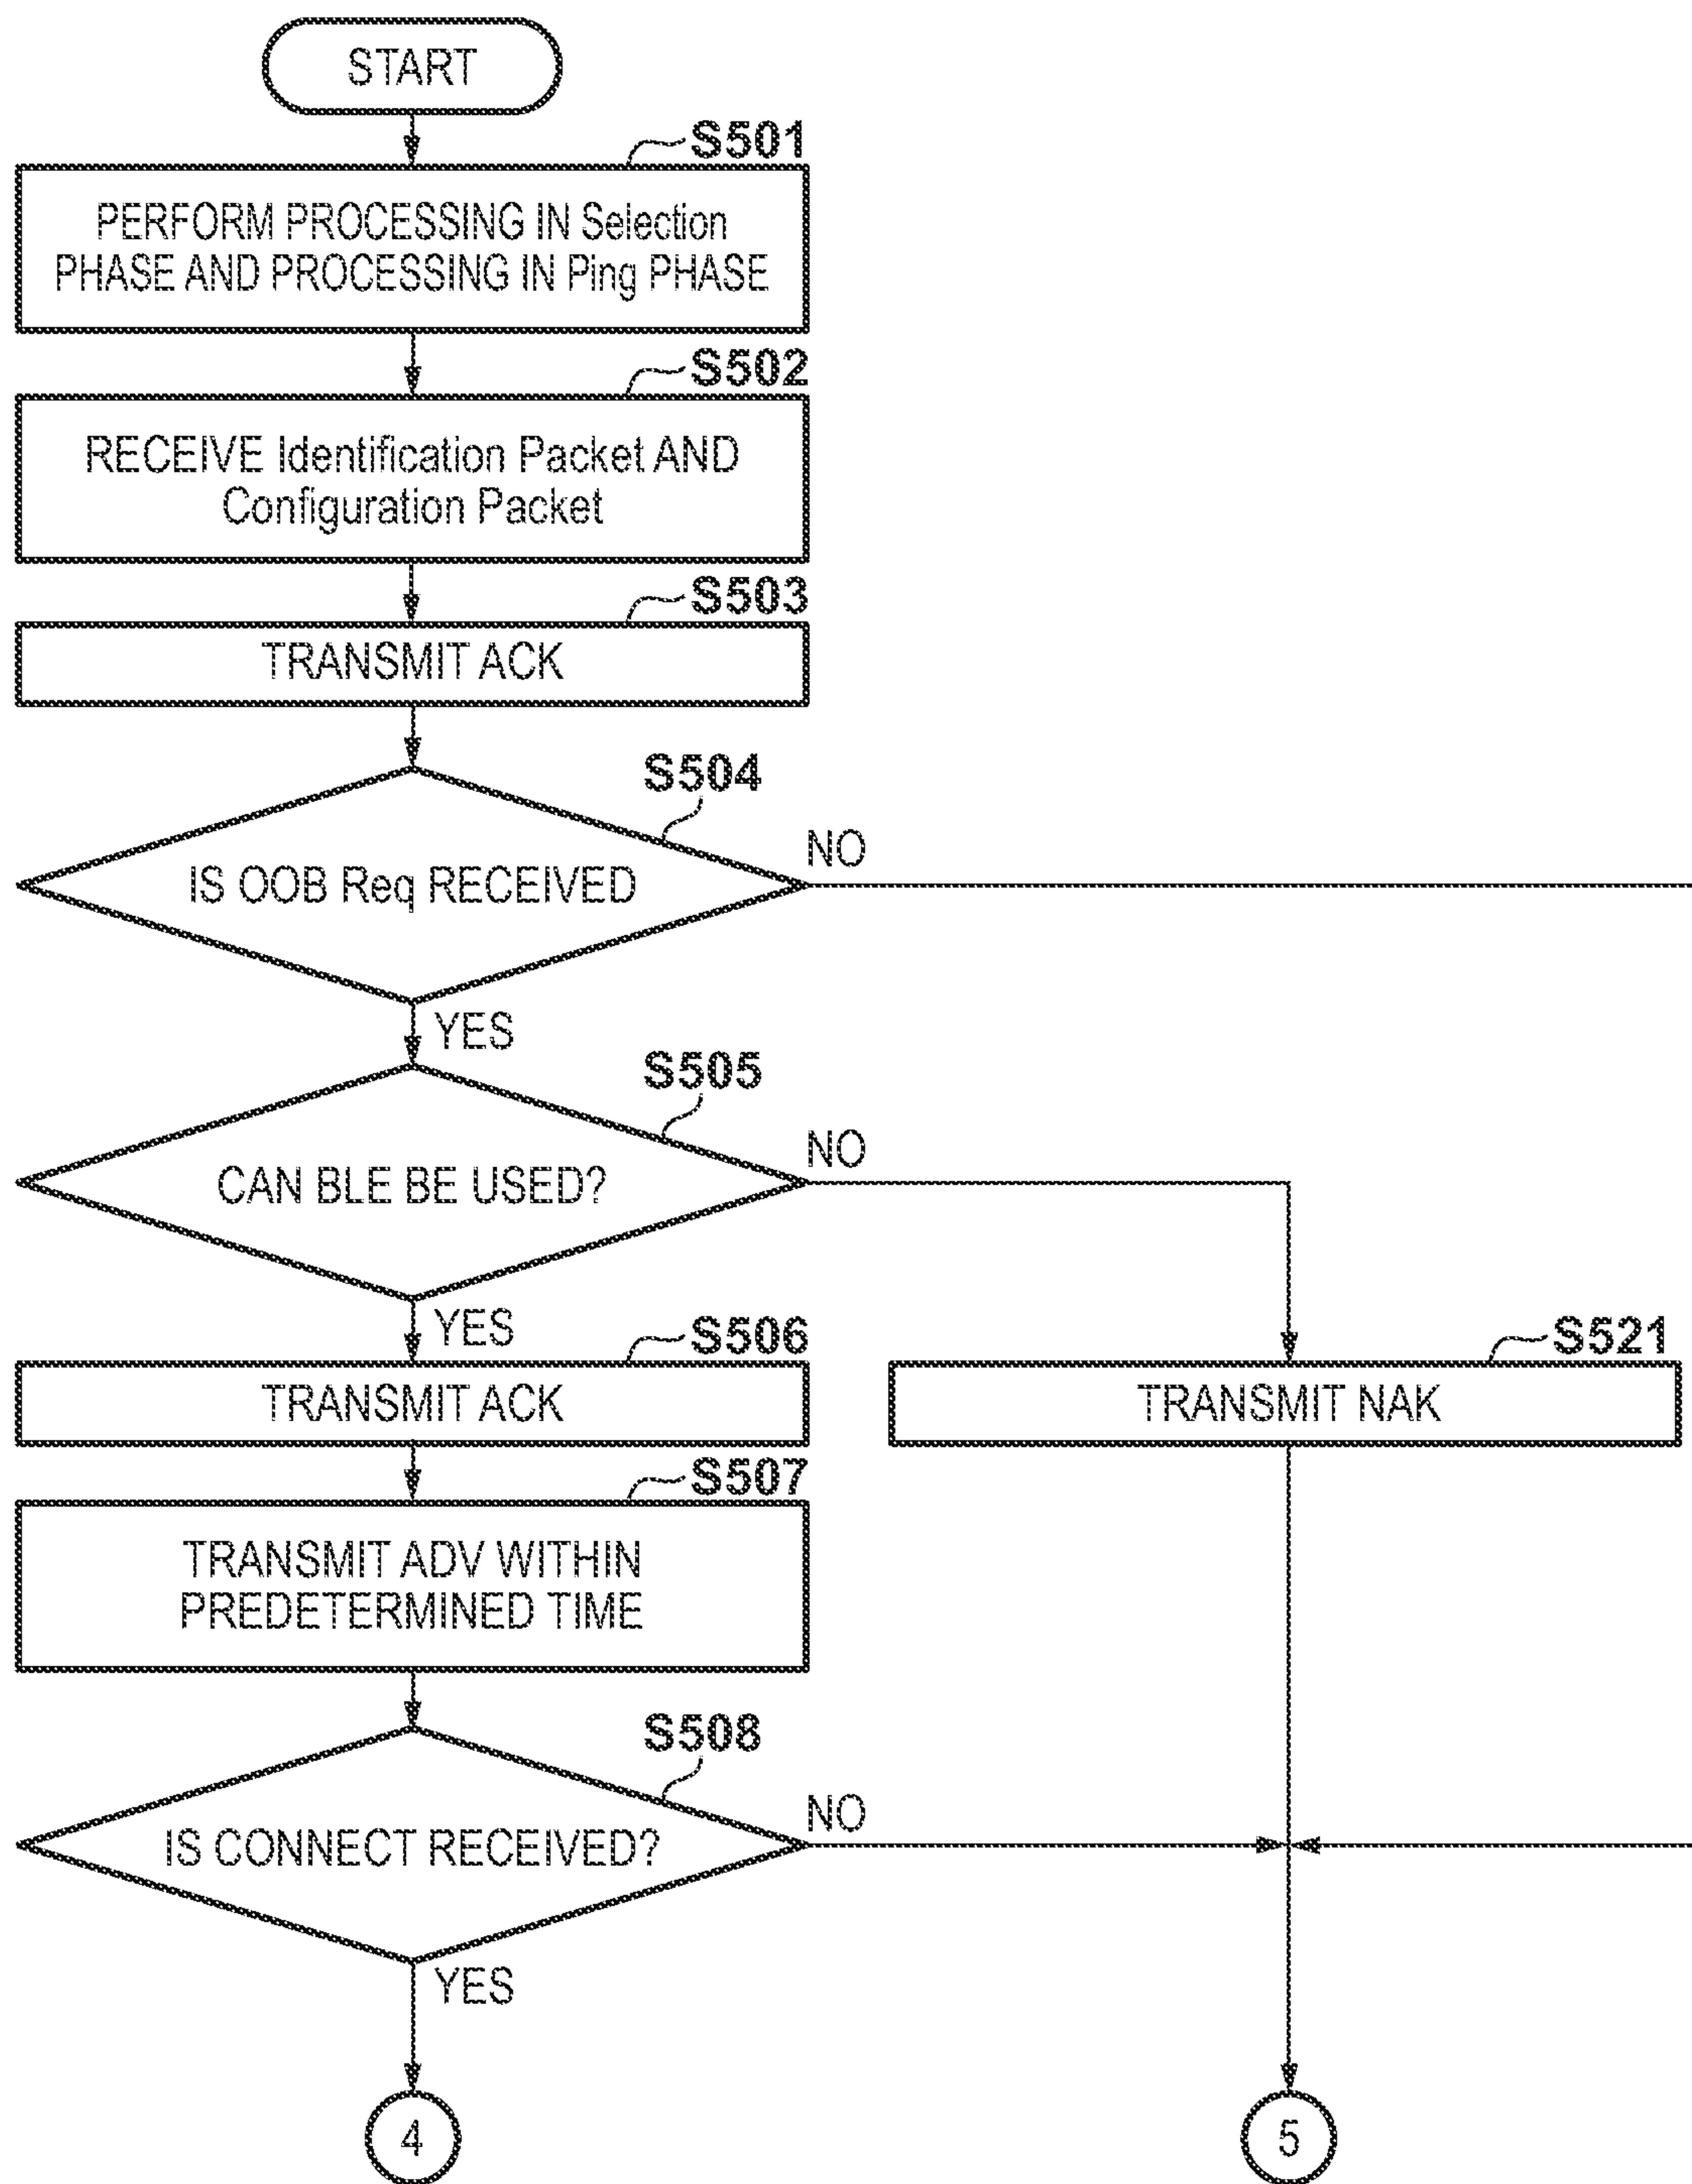 START
S501
PERFORM PROCESSING IN Selection
PHASE AND PROCESSING IN Ping PHASE
S502
RECEIVE Identification Packet AND
Configuration Packet
S503
TRANSMIT ACK
S504
IS OOB Req RECEIVED
NO
YES
S505
CAN BLE BE USED?
NO
YES
S506
TRANSMIT ACK
S521
TRANSMIT NAK
S507
TRANSMIT ADV WITHIN
PREDETERMINED TIME
S508
IS CONNECT RECEIVED?
NO
YES
4
5